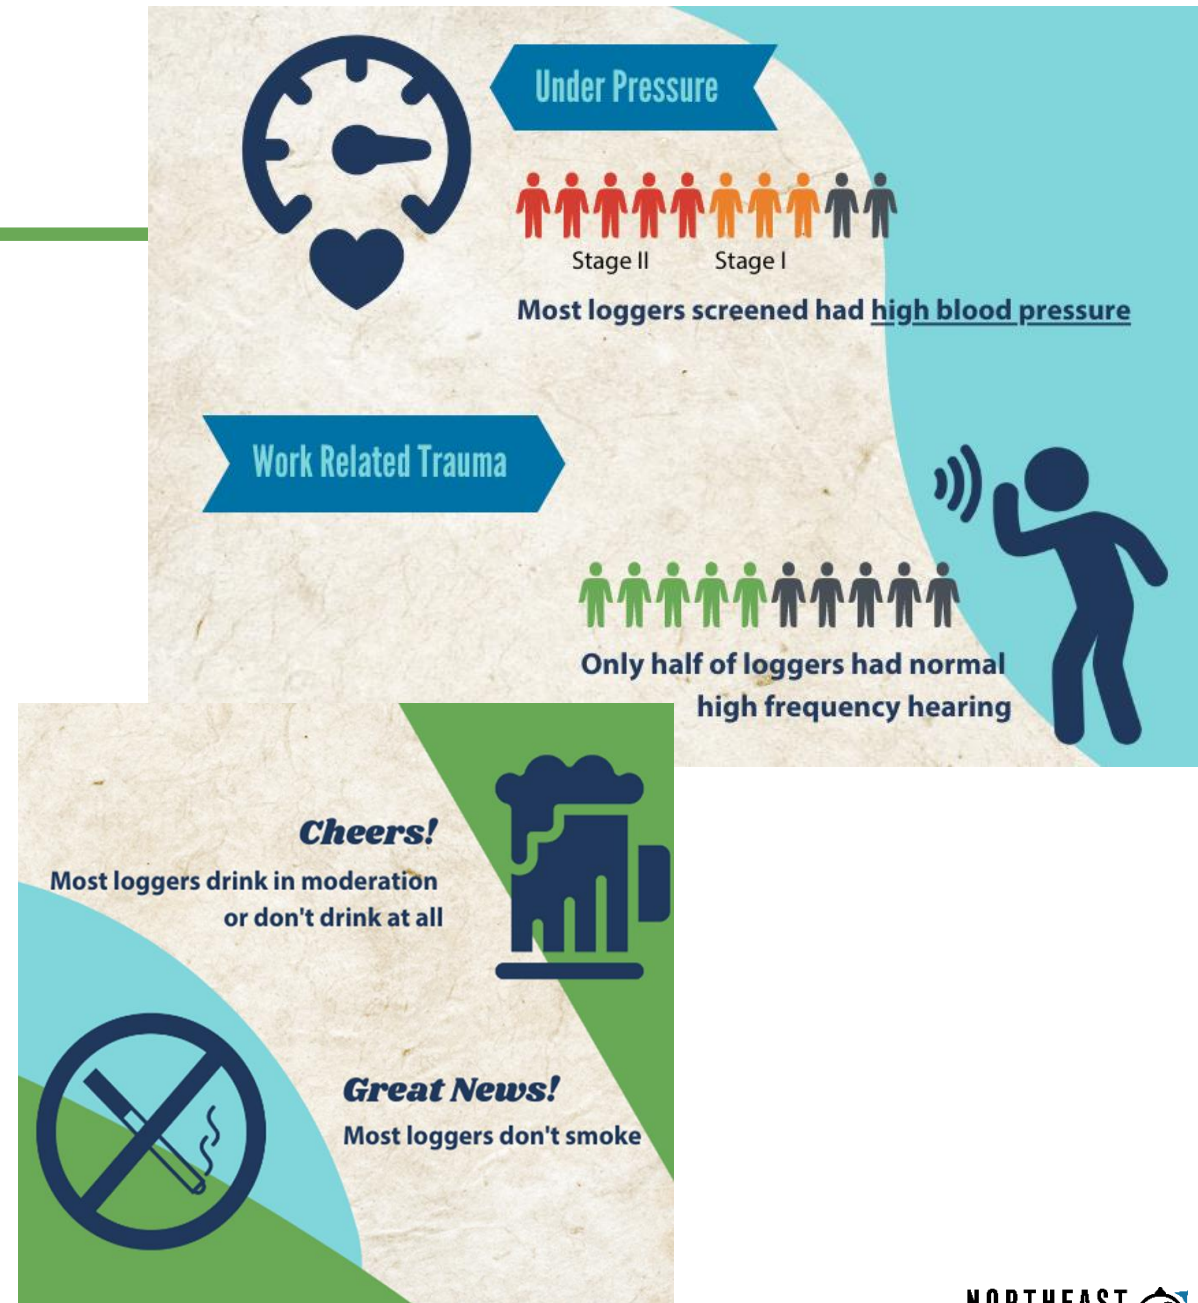 Under Pressure
Stage II Stage I
Most loggers screened had high blood pressure
Work Related Trauma
Only half of loggers had normal
high frequency hearing
Cheers!
Most loggers drink in moderation
or don't drink at all
Great News!
Most loggers don't smoke
NORTHEAST